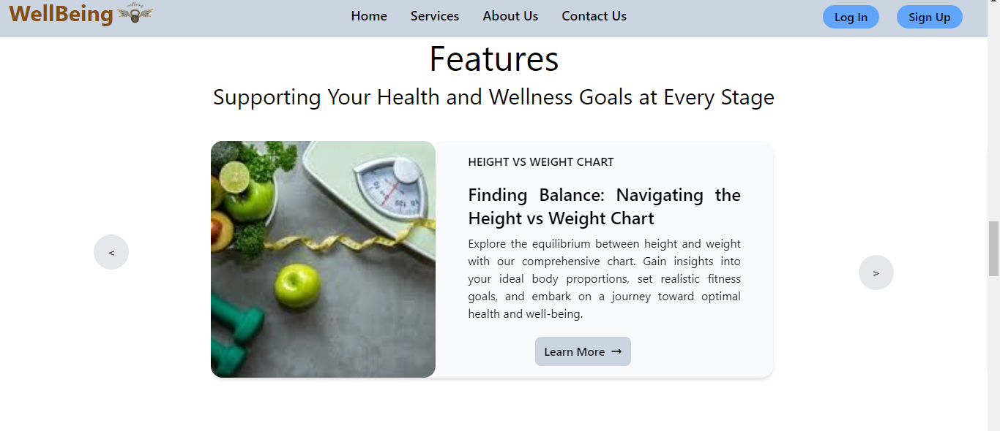 WellBeing
Home Services About Us Contact Us
Log In Sign Up
Features
Supporting Your Health and Wellness Goals at Every Stage
HEIGHT VS WEIGHT CHART
Finding Balance: Navigating the
Height vs Weight Chart
Explore the equilibrium between height and weight
with our comprehensive chart. Gain insights into
your ideal body proportions, set realistic fitness
goals, and embark on a journey toward optimal
health and well-being.
<
>
Learn More →